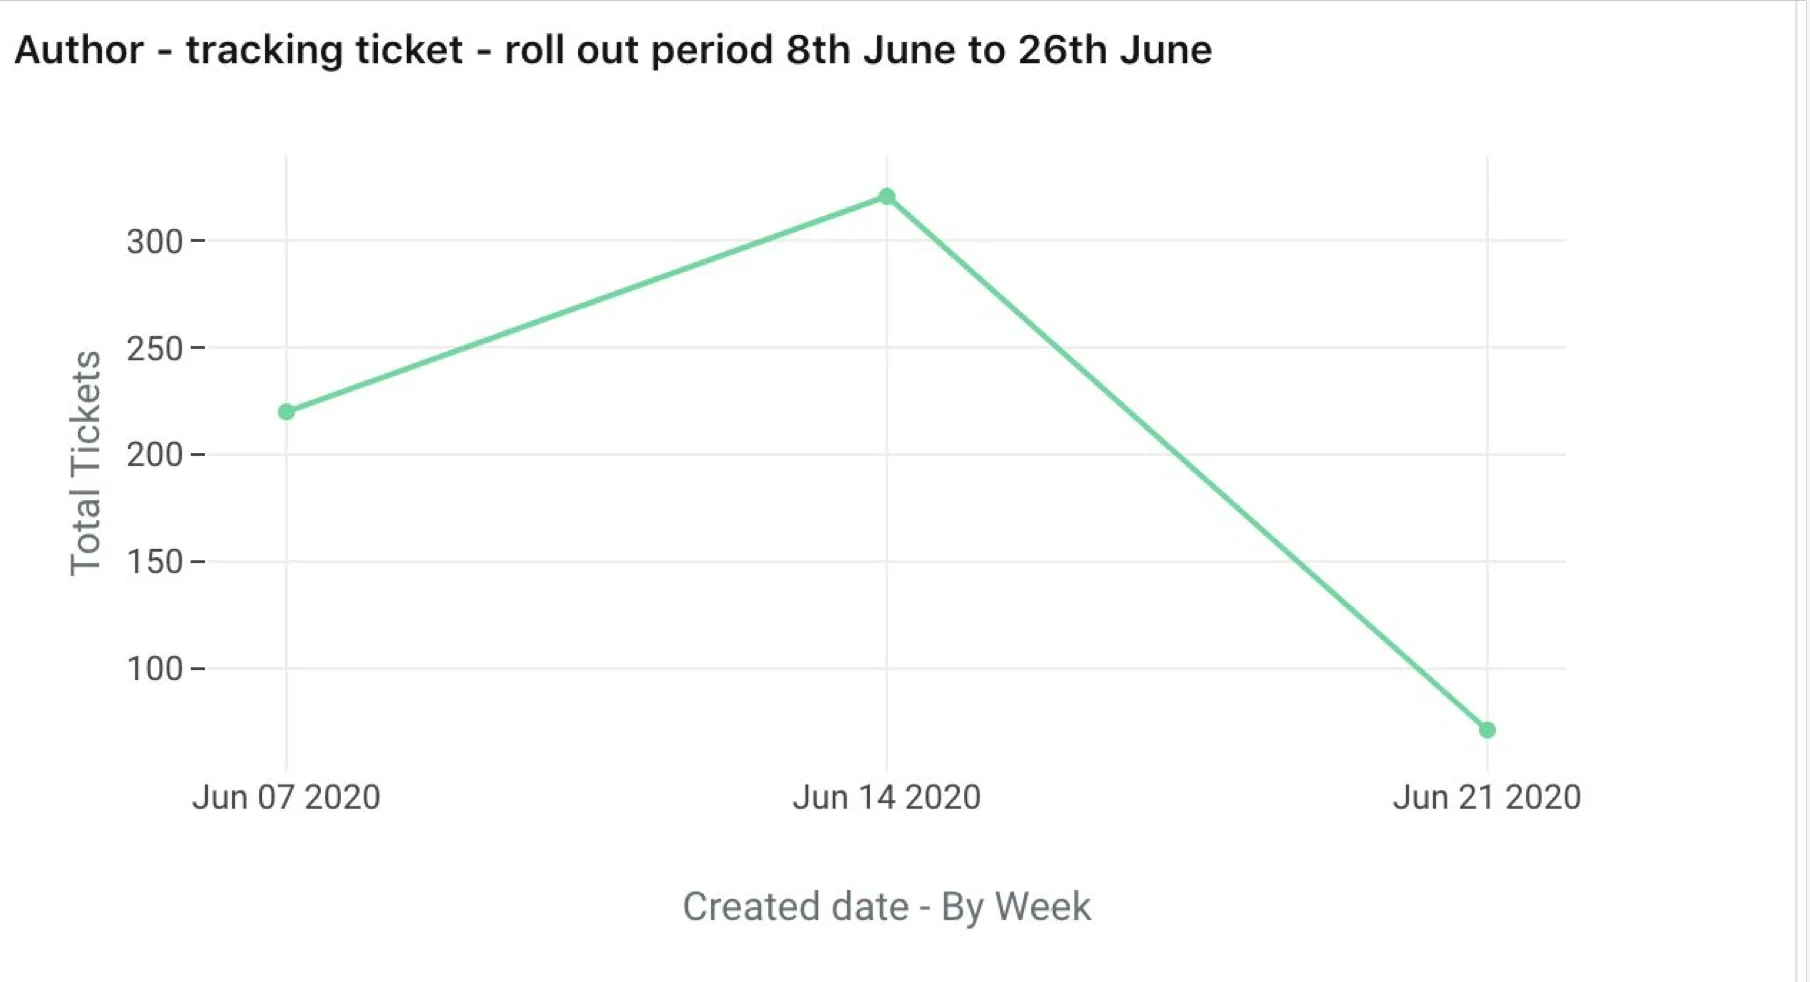 Author - tracking ticket - roll out period 8th June to 26th June
300
250
200
150
100
Total Tickets
Jun 07 2020
Jun 14 2020
Jun 21 2020
Created date - By Week